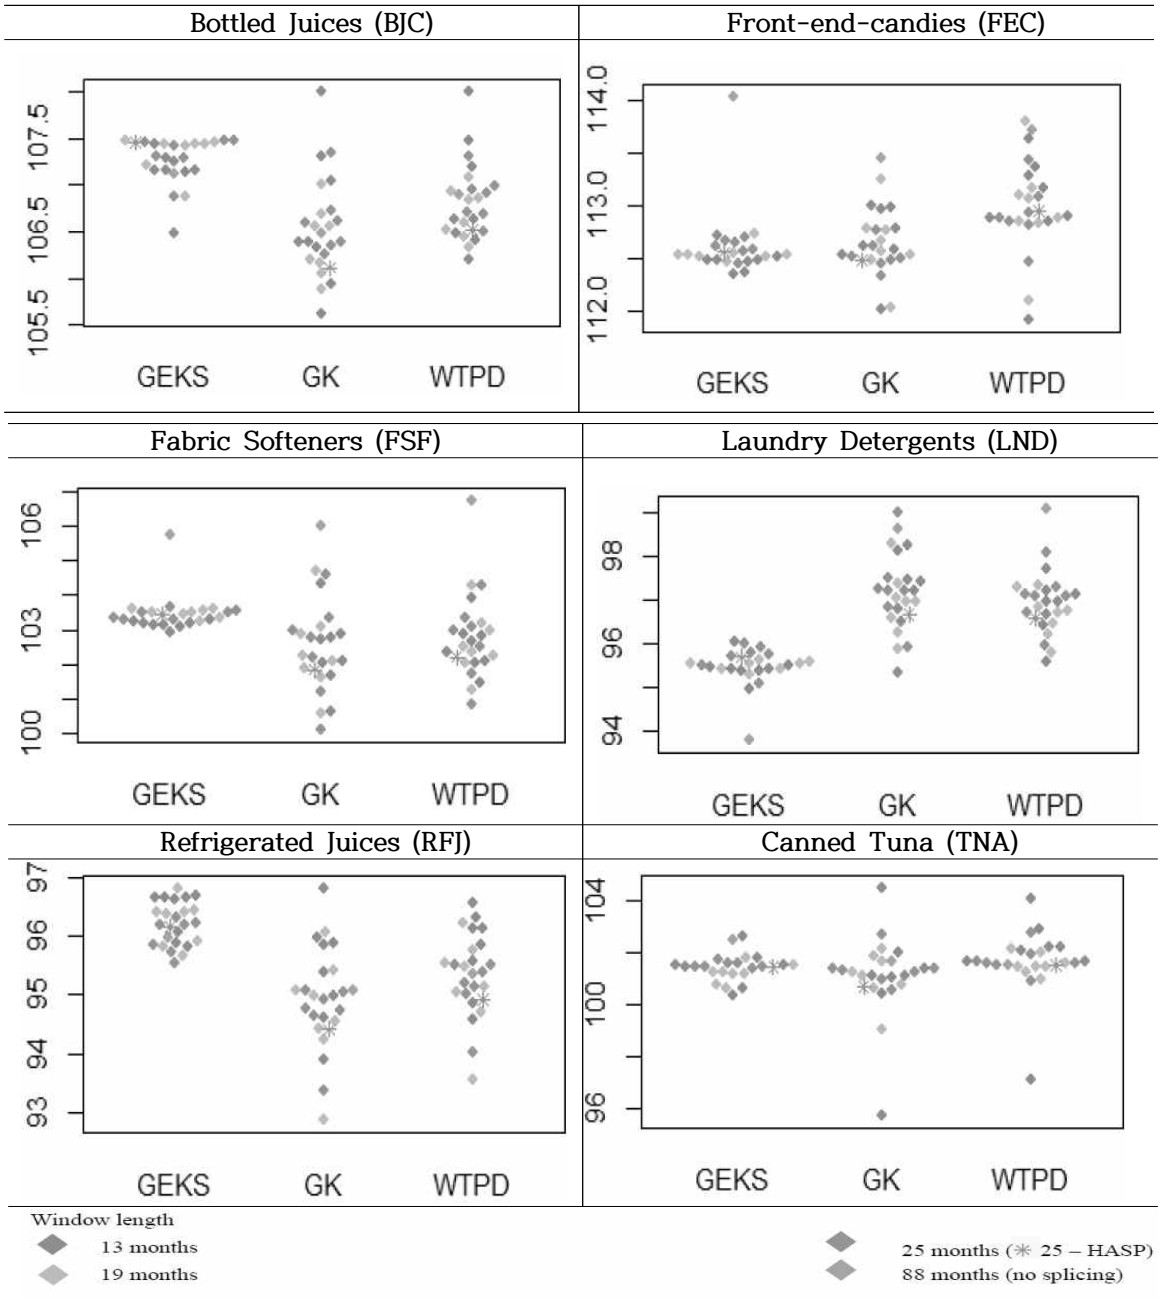 Bottled Juices (BJC)
Front-end-candies (FEC)
107.5
106.5
105.5
GEKS GK WTPD
114.0
113.0
112.0
GEKS GK WTPD
Fabric Softeners (FSF)
Laundry Detergents (LND)
106
103
100
GEKS GK WTPD
98
96
94
GEKS GK WTPD
Refrigerated Juices (RFJ)
Canned Tuna (TNA)
97
96
95
94
93
GEKS GK WTPD
104
100
96
GEKS GK WTPD
Window length
13 months
19 months
25 months (✳ 25 – HASP)
88 months (no splicing)